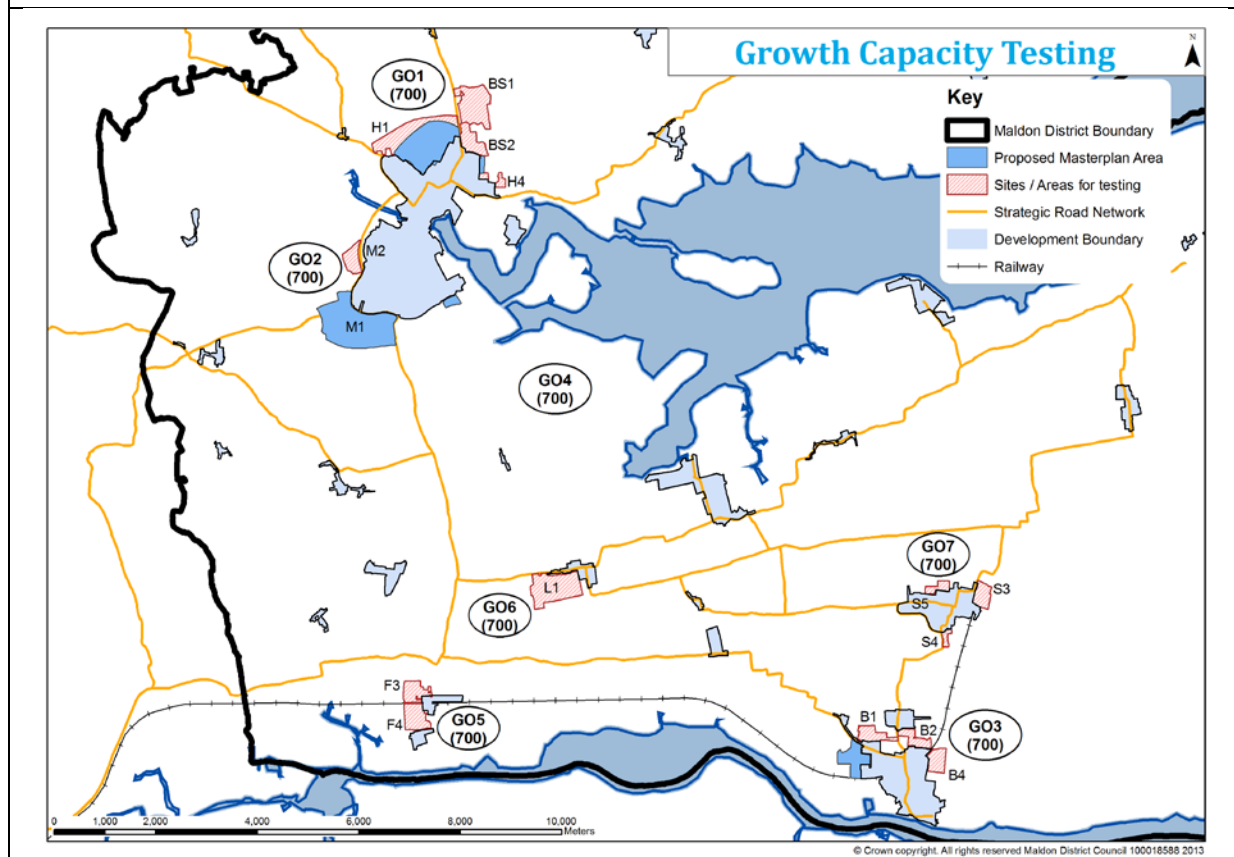 Growth Capacity Testing
N
Key
Maldon District Boundary
Proposed Masterplan Area
Sites / Areas for testing
Strategic Road Network
Development Boundary
Railway
GO1
(700)
BS1
H1
BS2
H4
GO2
(700)
M2
M1
GO4
(700)
GO7
(700)
S3
S5
S4
L1
GO6
(700)
F3
F4
GO5
(700)
B1
B2
GO3
(700)
B4
0 1,000 2,000 4,000 6,000 8,000 10,000
Meters
© Crown copyright. All rights reserved Maldon District Council 100018588 2013